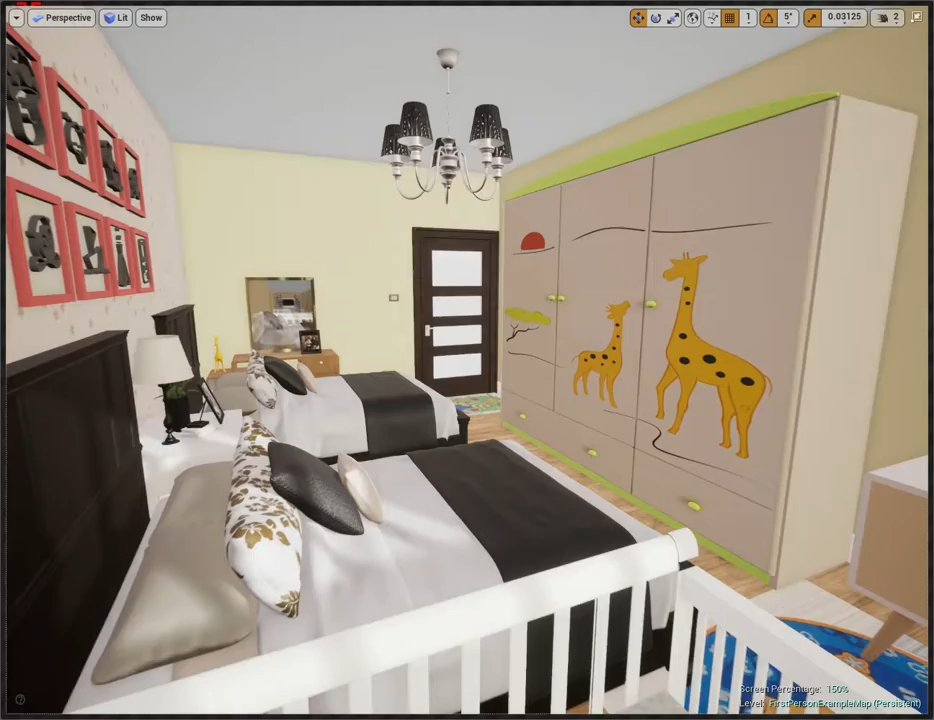 Perspective Lit Show 1 5° 0.03125 2
Screen Percentage: 150%
Level: FirstPersonExampleMap (Persistent)